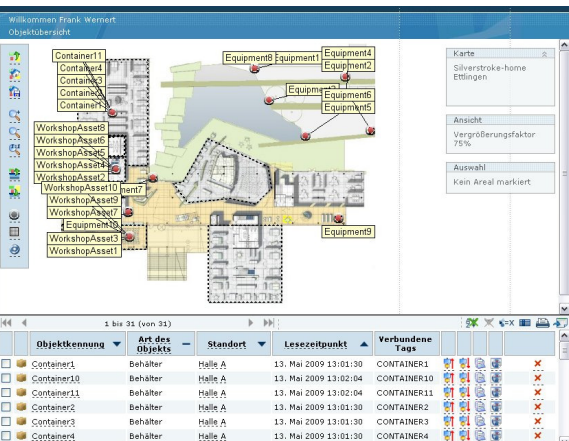 Willkommen Frank Wernert
Objektübersicht
Container11
Container4
Container3
Container2
Container1
WorkshopAsset8
WorkshopAsset6
WorkshopAsset5
WorkshopAsset4
WorkshopAsset2
WorkshopAsset10
WorkshopAsset9
WorkshopAsset7
Equipment10
WorkshopAsset3
WorkshopAsset1
Equipment8
Equipment1
Equipment4
Equipment2
Equipment6
Equipment5
Equipment9
Karte
Silverstroke-home
Ettlingen
Ansicht
Vergrößerungsfaktor
75%
Auswahl
Kein Areal markiert
1 bis 31 (von 31)
Objektkennung Art des Objekts Standort Lesezeitpunkt Verbundene Tags
Container1 Behälter Halle A 13. Mai 2009 13:01:30 CONTAINER1
Container10 Behälter Halle A 13. Mai 2009 13:02:04 CONTAINER10
Container11 Behälter Halle A 13. Mai 2009 13:02:04 CONTAINER11
Container2 Behälter Halle A 13. Mai 2009 13:01:30 CONTAINER2
Container3 Behälter Halle A 13. Mai 2009 13:01:30 CONTAINER3
Container4 Behälter Halle A 13. Mai 2009 13:01:30 CONTAINER4